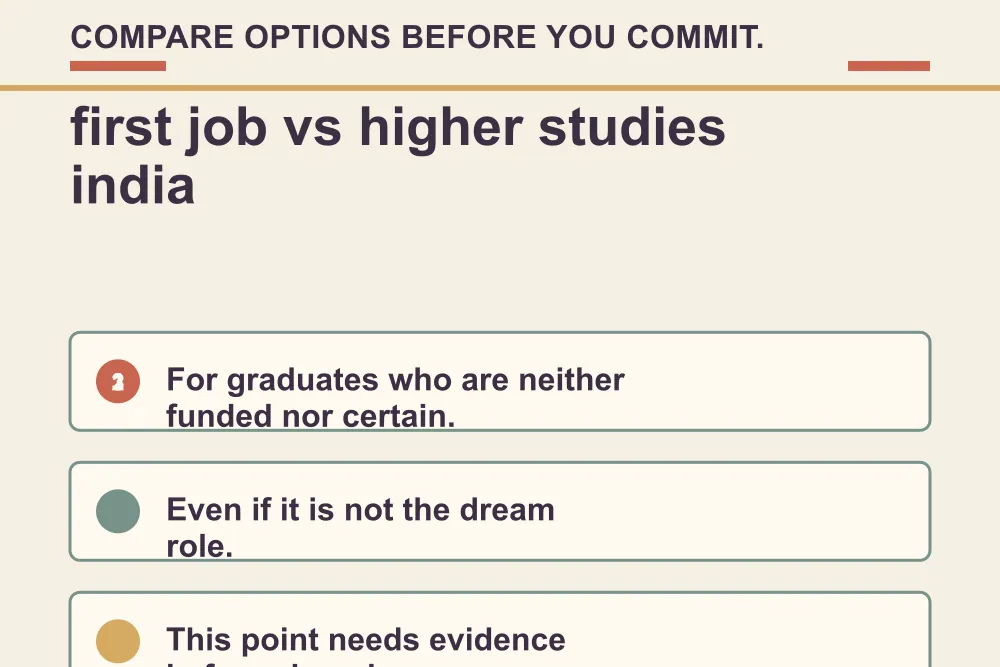 COMPARE OPTIONS BEFORE YOU COMMIT.
first job vs higher studies
india
For graduates who are neither
funded nor certain.
Even if it is not the dream
role.
This point needs evidence